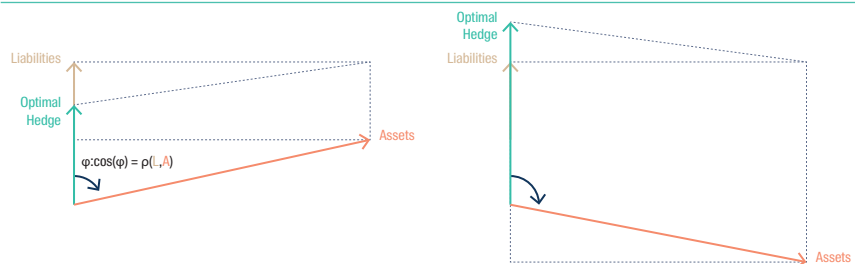 Liabilities
Optimal
Hedge
φ:cos(φ) = ρ(L,A)
Assets
Optimal
Hedge
Liabilities
Assets